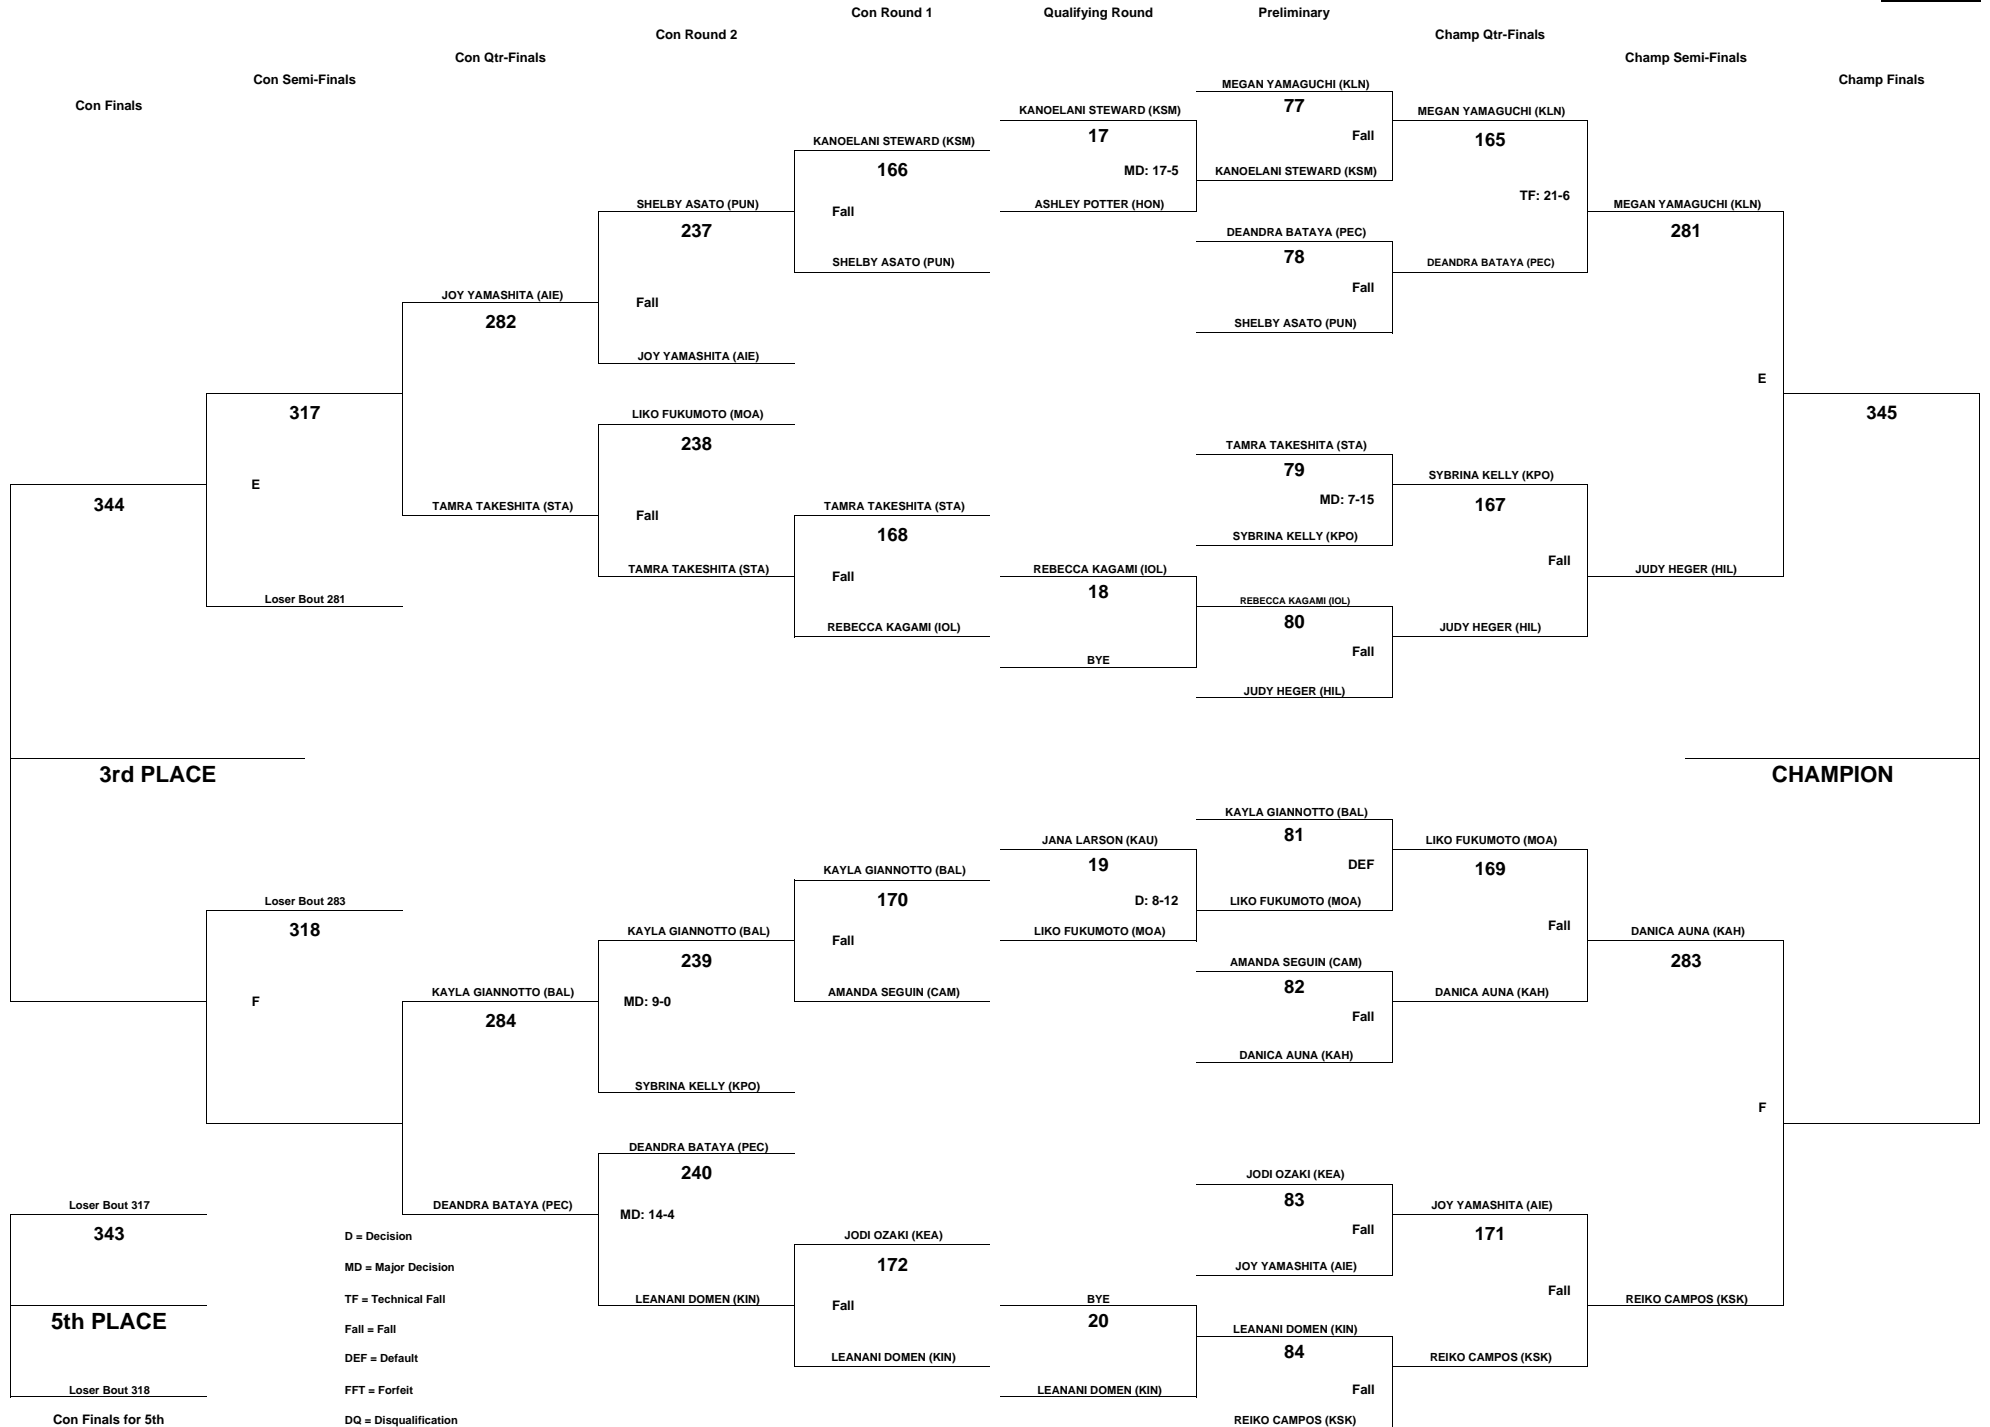 Con Round 1
Qualifying Round
Preliminary
Con Round 2
Champ Qtr-Finals
Con Qtr-Finals
Champ Semi-Finals
Con Semi-Finals
Champ Finals
Con Finals
MEGAN YAMAGUCHI (KLN)
77
Fall
KANOELANI STEWARD (KSM)
KANOELANI STEWARD (KSM)
17
MD: 17-5
ASHLEY POTTER (HON)
MEGAN YAMAGUCHI (KLN)
165
TF: 21-6
DEANDRA BATAYA (PEC)
KANOELANI STEWARD (KSM)
166
Fall
SHELBY ASATO (PUN)
SHELBY ASATO (PUN)
237
Fall
JOY YAMASHITA (AIE)
MEGAN YAMAGUCHI (KLN)
281
E
JUDY HEGER (HIL)
DEANDRA BATAYA (PEC)
78
Fall
SHELBY ASATO (PUN)
JOY YAMASHITA (AIE)
282
TAMRA TAKESHITA (STA)
317
E
Loser Bout 281
345
LIKO FUKUMOTO (MOA)
238
Fall
TAMRA TAKESHITA (STA)
TAMRA TAKESHITA (STA)
79
MD: 7-15
SYBRINA KELLY (KPO)
SYBRINA KELLY (KPO)
167
Fall
JUDY HEGER (HIL)
344
TAMRA TAKESHITA (STA)
168
Fall
REBECCA KAGAMI (IOL)
REBECCA KAGAMI (IOL)
18
BYE
REBECCA KAGAMI (IOL)
80
Fall
JUDY HEGER (HIL)
3rd PLACE
CHAMPION
KAYLA GIANNOTTO (BAL)
81
DEF
LIKO FUKUMOTO (MOA)
JANA LARSON (KAU)
19
D: 8-12
LIKO FUKUMOTO (MOA)
LIKO FUKUMOTO (MOA)
169
Fall
DANICA AUNA (KAH)
KAYLA GIANNOTTO (BAL)
170
Fall
AMANDA SEGUIN (CAM)
Loser Bout 283
318
F
KAYLA GIANNOTTO (BAL)
239
MD: 9-0
SYBRINA KELLY (KPO)
DANICA AUNA (KAH)
283
F
REIKO CAMPOS (KSK)
AMANDA SEGUIN (CAM)
82
Fall
DANICA AUNA (KAH)
KAYLA GIANNOTTO (BAL)
284
DEANDRA BATAYA (PEC)
DEANDRA BATAYA (PEC)
240
MD: 14-4
LEANANI DOMEN (KIN)
JODI OZAKI (KEA)
83
Fall
JOY YAMASHITA (AIE)
JOY YAMASHITA (AIE)
171
Fall
REIKO CAMPOS (KSK)
JODI OZAKI (KEA)
172
Fall
LEANANI DOMEN (KIN)
BYE
20
LEANANI DOMEN (KIN)
LEANANI DOMEN (KIN)
84
Fall
REIKO CAMPOS (KSK)
Loser Bout 317
343
5th PLACE
Loser Bout 318
Con Finals for 5th
D = Decision
MD = Major Decision
TF = Technical Fall
Fall = Fall
DEF = Default
FFT = Forfeit
DQ = Disqualification